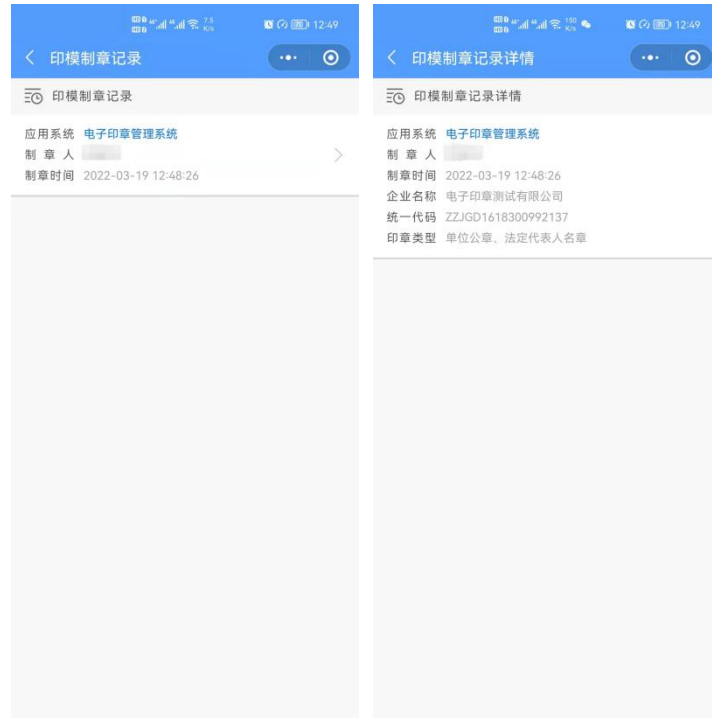 7.5
K/s
12:49
印模制章记录
印模制章记录
应用系统 电子印章管理系统
制 章 人
制章时间 2022-03-19 12:48:26
150
K/s
12:49
印模制章记录详情
印模制章记录详情
应用系统 电子印章管理系统
制 章 人
制章时间 2022-03-19 12:48:26
企业名称 电子印章测试有限公司
统一代码 ZZJGD1618300992137
印章类型 单位公章、法定代表人名章